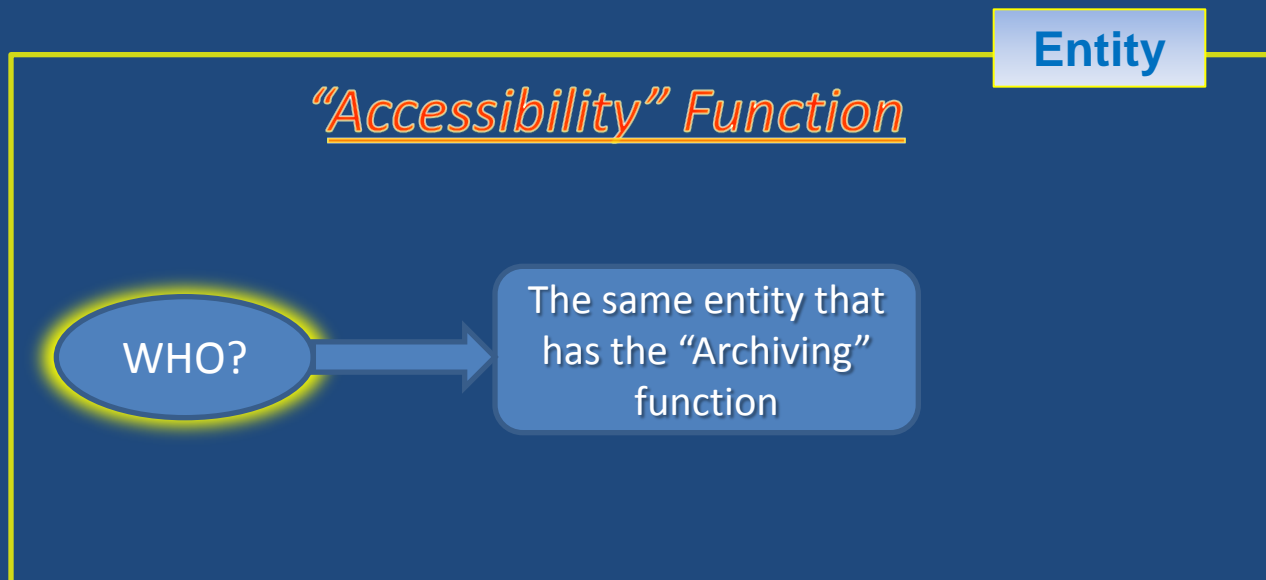 Entity
“Accessibility” Function
WHO?
The same entity that
has the “Archiving”
function